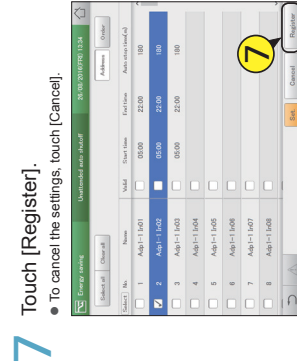 7 Touch [Register].
● To cancel the settings, touch [Cancel].
Energy saving Unattended auto shutoff 26/08/2016(FRI) 13:34
Select all Clear all Address Order
Select No. Name Valid Start time End time Auto stop time(m)
1 Adp1-1 In01 05:00 22:00 180
2 Adp1-1 In02 05:00 22:00 180
3 Adp1-1 In03 05:00 22:00 180
4 Adp1-1 In04
5 Adp1-1 In05
6 Adp1-1 In06
7 Adp1-1 In07
8 Adp1-1 In08
7
Set. Cancel Register